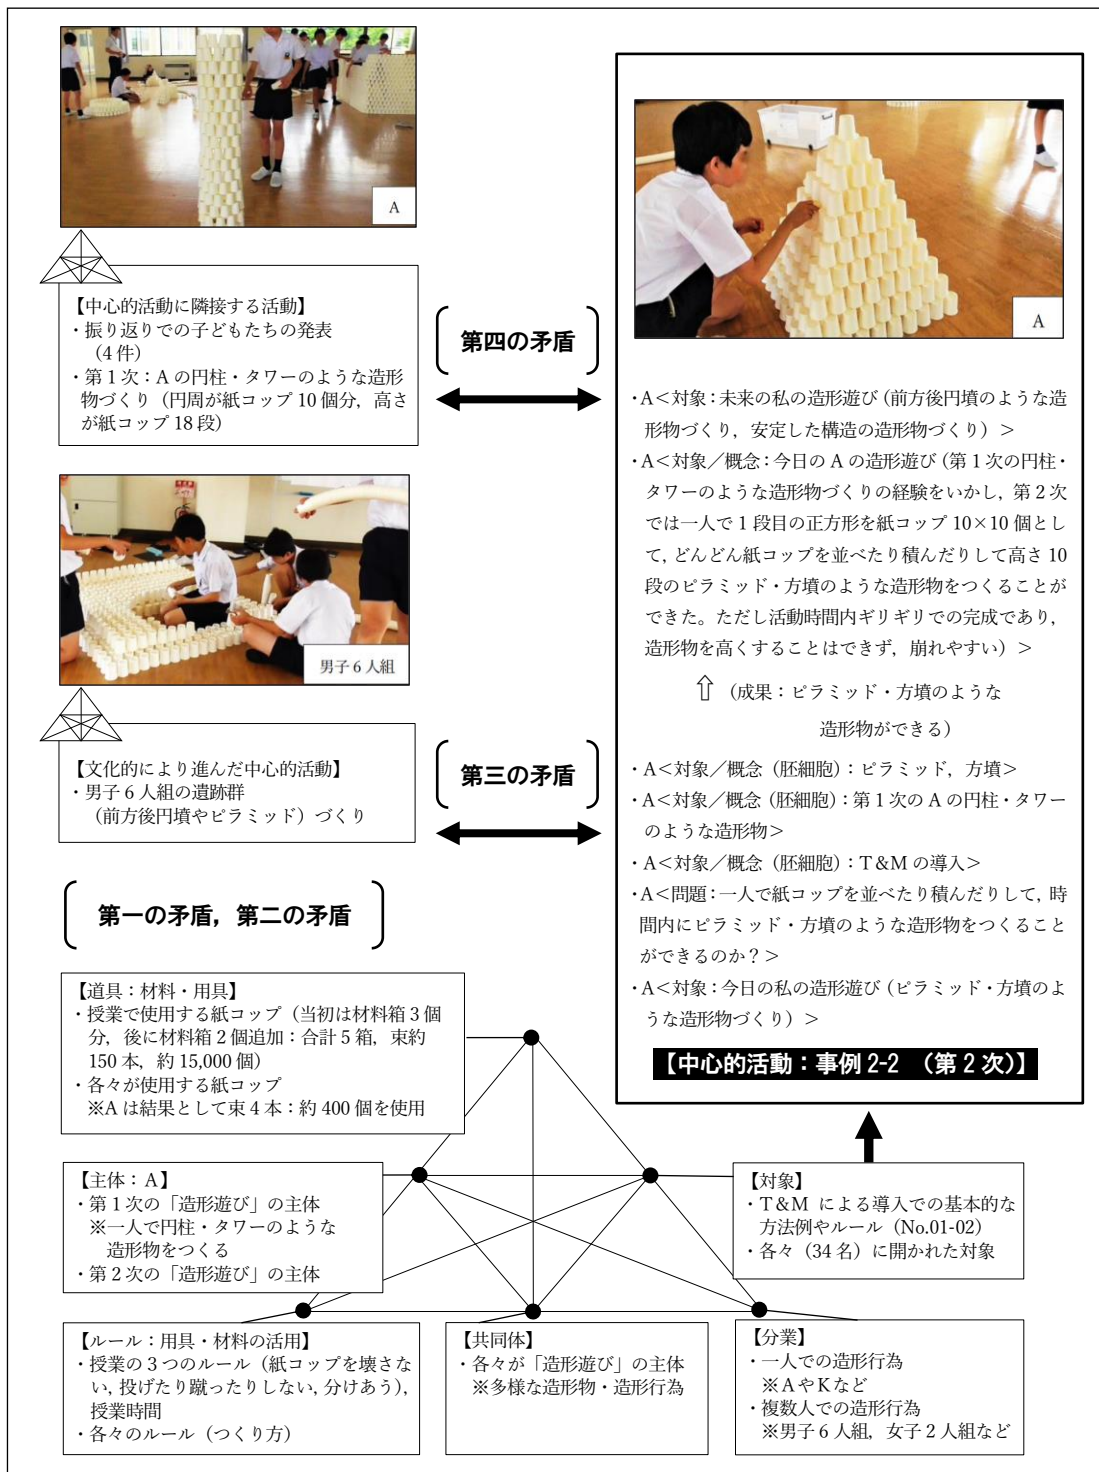 A
【中心的活動に隣接する活動】
・振り返りでの子どもたちの発表
（4 件）
・第 1 次：A の円柱・タワーのような造形
物づくり（円周が紙コップ 10 個分，高さ
が紙コップ 18 段）
第四の矛盾
男子 6 人組
【文化的により進んだ中心的活動】
・男子 6 人組の遺跡群
（前方後円墳やピラミッド）づくり
第三の矛盾
第一の矛盾，第二の矛盾
A
・A＜対象：未来の私の造形遊び（前方後円墳のような造
形物づくり，安定した構造の造形物づくり）＞
・A＜対象／概念：今日の A の造形遊び（第 1 次の円柱・
タワーのような造形物づくりの経験をいかし，第 2 次
では一人で 1 段目の正方形を紙コップ 10×10 個とし
て，どんどん紙コップを並べたり積んだりして高さ 10
段のピラミッド・方墳のような造形物をつくることが
できた。ただし活動時間内ギリギリでの完成であり，
造形物を高くすることはできず，崩れやすい）＞
⇧（成果：ピラミッド・方墳のような
造形物ができる）
・A＜対象／概念（胚細胞）：ピラミッド，方墳＞
・A＜対象／概念（胚細胞）：第 1 次の A の円柱・タワー
のような造形物＞
・A＜対象／概念（胚細胞）：T＆M の導入＞
・A＜問題：一人で紙コップを並べたり積んだりして，時
間内にピラミッド・方墳のような造形物をつくること
ができるのか？＞
・A＜対象：今日の私の造形遊び（ピラミッド・方墳のよ
うな造形物づくり）＞
【中心的活動：事例 2-2 （第 2 次）】
【道具：材料・用具】
・授業で使用する紙コップ（当初は材料箱 3 個
分，後に材料箱 2 個追加：合計 5 箱，束約
150 本，約 15,000 個）
・各々が使用する紙コップ
※A は結果として束 4 本：約 400 個を使用
【主体：A】
・第 1 次の「造形遊び」の主体
※一人で円柱・タワーのような
造形物をつくる
・第 2 次の「造形遊び」の主体
【対象】
・T＆M による導入での基本的な
方法例やルール（No.01-02）
・各々（34 名）に開かれた対象
【ルール：用具・材料の活用】
・授業の 3 つのルール（紙コップを壊さな
い，投げたり蹴ったりしない，分けあう），
授業時間
・各々のルール（つくり方）
【共同体】
・各々が「造形遊び」の主体
※多様な造形物・造形行為
【分業】
・一人での造形行為
※A や K など
・複数人での造形行為
※男子 6 人組，女子 2 人組など